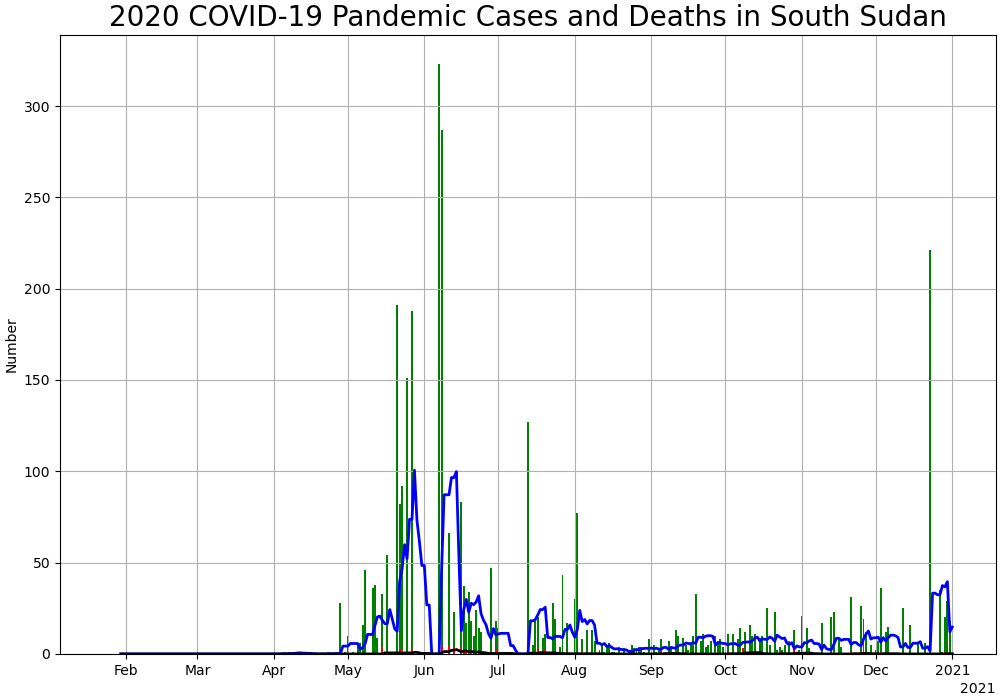 2020 COVID-19 Pandemic Cases and Deaths in South Sudan
300
250
200
150
100
50
0
Number
Feb Mar Apr May Jun Jul Aug Sep Oct Nov Dec 2021
2021